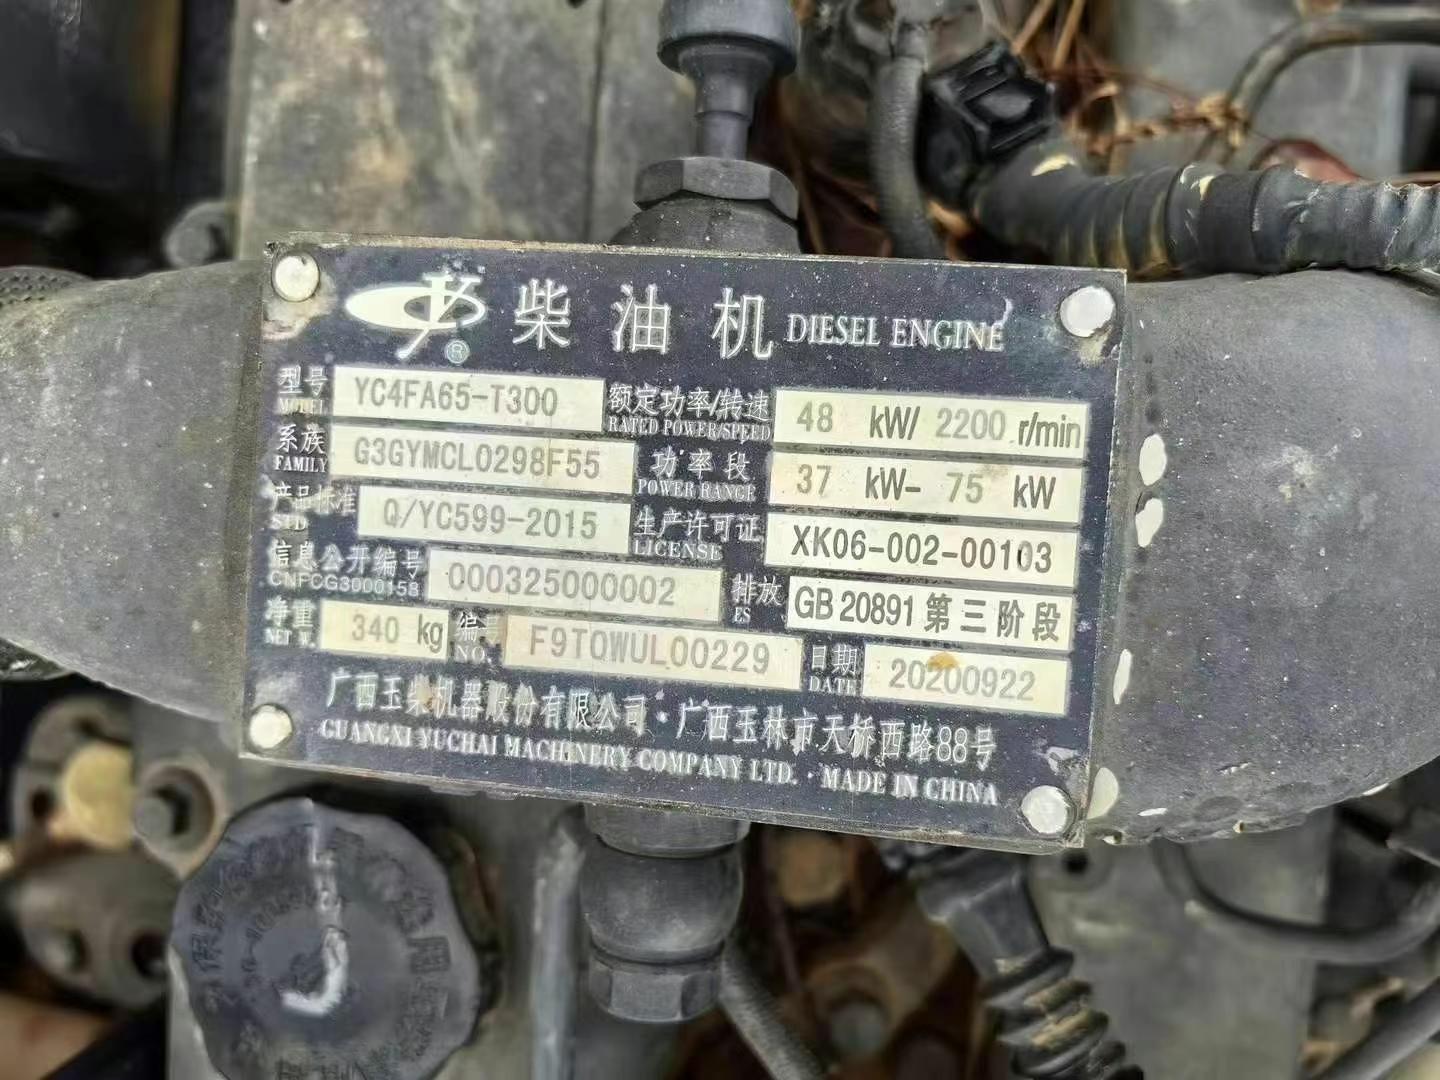 ® 柴油机 DIESEL ENGINE
型号 YC4FA65-T300 额定功率/转速 48 kW/ 2200 r/min
MODEL RATED POWER/SPEED
系族 G3GYMCL0298F55 功率段 37 kW- 75 kW
FAMILY POWER RANGE
产品标准 Q/YC599-2015 生产许可证 XK06-002-00103
STD LICENSE
信息公开编号 000325000002 排放 GB 20891 第三阶段
CNFCG3000158 ES
净重 340 kg 编号 F9TQWUL00229 日期 20200922
NET W. NO. DATE
广西玉柴机器股份有限公司·广西玉林市天桥西路88号
GUANGXI YUCHAI MACHINERY COMPANY LTD. · MADE IN CHINA